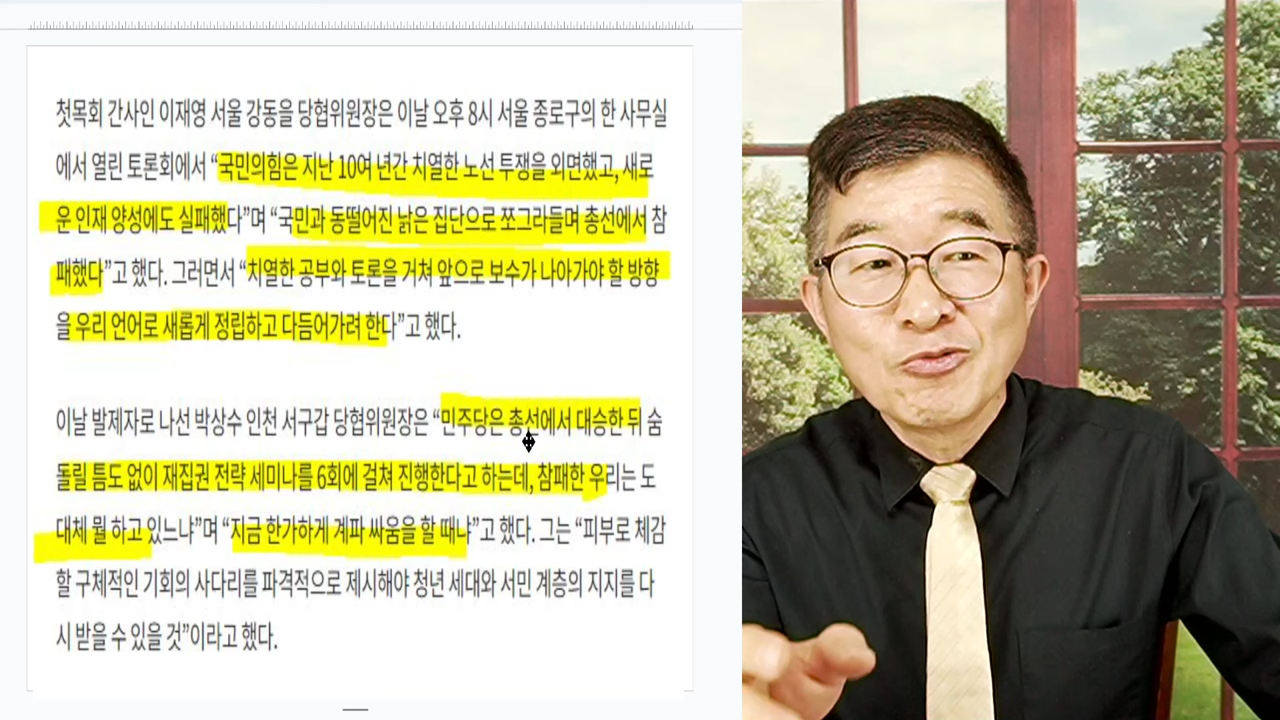 첫목회 간사인 이재영 서울 강동을 당협위원장은 이날 오후 8시 서울 종로구의 한 사무실
에서 열린 토론회에서 “국민의힘은 지난 10여 년간 치열한 노선 투쟁을 외면했고, 새로
운 인재 양성에도 실패했다”며 “국민과 동떨어진 낡은 집단으로 쪼그라들며 총선에서 참
패했다”고 했다. 그러면서 “치열한 공부와 토론을 거쳐 앞으로 보수가 나아가야 할 방향
을 우리 언어로 새롭게 정립하고 다듬어가려 한다”고 했다.
이날 발제자로 나선 박상수 인천 서구갑 당협위원장은 “민주당은 총선에서 대승한 뒤 숨
돌릴 틈도 없이 재집권 전략 세미나를 6회에 걸쳐 진행한다고 하는데, 참패한 우리는 도
대체 뭘 하고 있느냐”며 “지금 한가하게 계파 싸움을 할 때냐”고 했다. 그는 “피부로 체감
할 구체적인 기회의 사다리를 파격적으로 제시해야 청년 세대와 서민 계층의 지지를 다
시 받을 수 있을 것”이라고 했다.